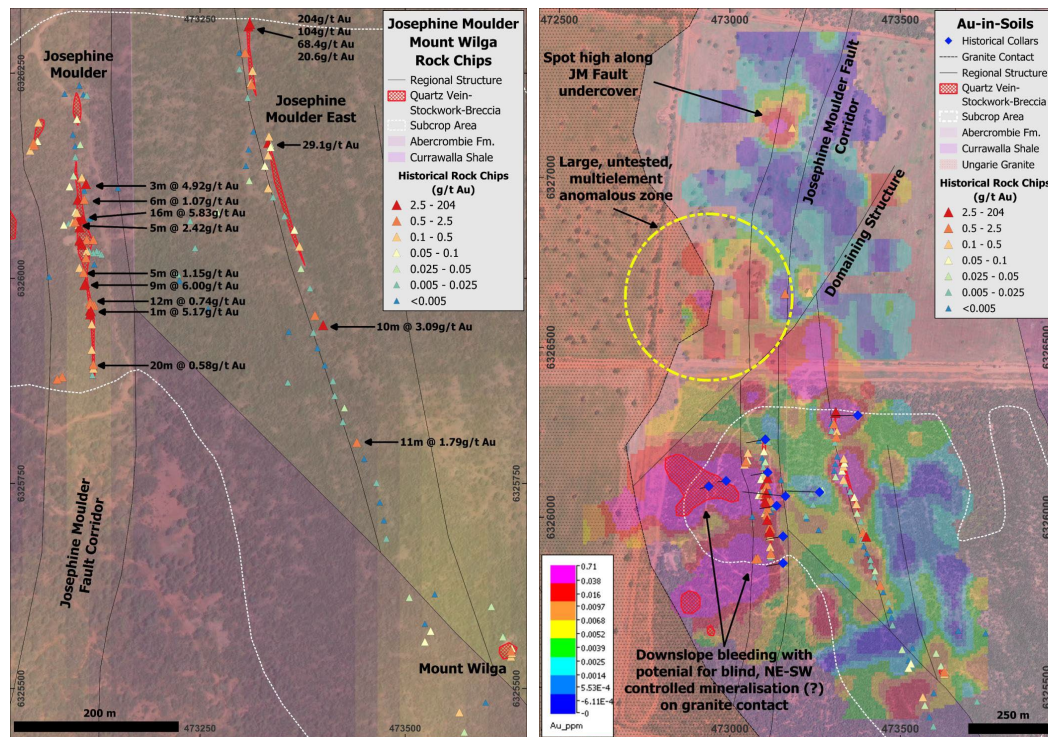 473250
Josephine Moulder
Mount Wilga
Rock Chips
Regional Structure
Quartz Vein-
Stockwork-Breccia
Subcrop Area
Abercrombie Fm.
Currawalla Shale
Historical Rock Chips
(g/t Au)
2.5 - 204
0.5 - 2.5
0.1 - 0.5
0.05 - 0.1
0.025 - 0.05
0.005 - 0.025
<0.005
204g/t Au
104g/t Au
68.4g/t Au
20.6g/t Au
Josephine
Moulder
6326250
6326250
Josephine
Moulder East
29.1g/t Au
3m @ 4.92g/t Au
6m @ 1.07g/t Au
16m @ 5.83g/t Au
5m @ 2.42g/t Au
5m @ 1.15g/t Au
9m @ 6.00g/t Au
12m @ 0.74g/t Au
1m @ 5.17g/t Au
20m @ 0.58g/t Au
6326000
6326000
10m @ 3.09g/t Au
11m @ 1.79g/t Au
6325750
6325750
Josephine Moulder
Fault Corridor
Mount Wilga
6325500
6325500
200 m
473250
473500
472500
473000
473500
Au-in-Soils
Historical Collars
Granite Contact
Regional Structure
Quartz Vein-
Stockwork-Breccia
Subcrop Area
Abercrombie Fm.
Currawalla Shale
Ungarie Granite
Historical Rock Chips
(g/t Au)
2.5 - 204
0.5 - 2.5
0.1 - 0.5
0.05 - 0.1
0.025 - 0.05
0.005 - 0.025
<0.005
Spot high along
JM Fault
undercover
Josephine Moulder Fault
Corridor
Large, untested,
multielement
anomalous zone
Domaining Structure
6327000
6327000
6326500
6326500
6326000
6326000
Downslope bleeding with
potenial for blind, NE-SW
controlled mineralisation (?)
on granite contact
0.71
0.038
0.016
0.0097
0.0068
0.0052
0.0039
0.0025
0.0014
5.53E-4
-6.11E-4
-0
Au_ppm
473000
473500
250 m